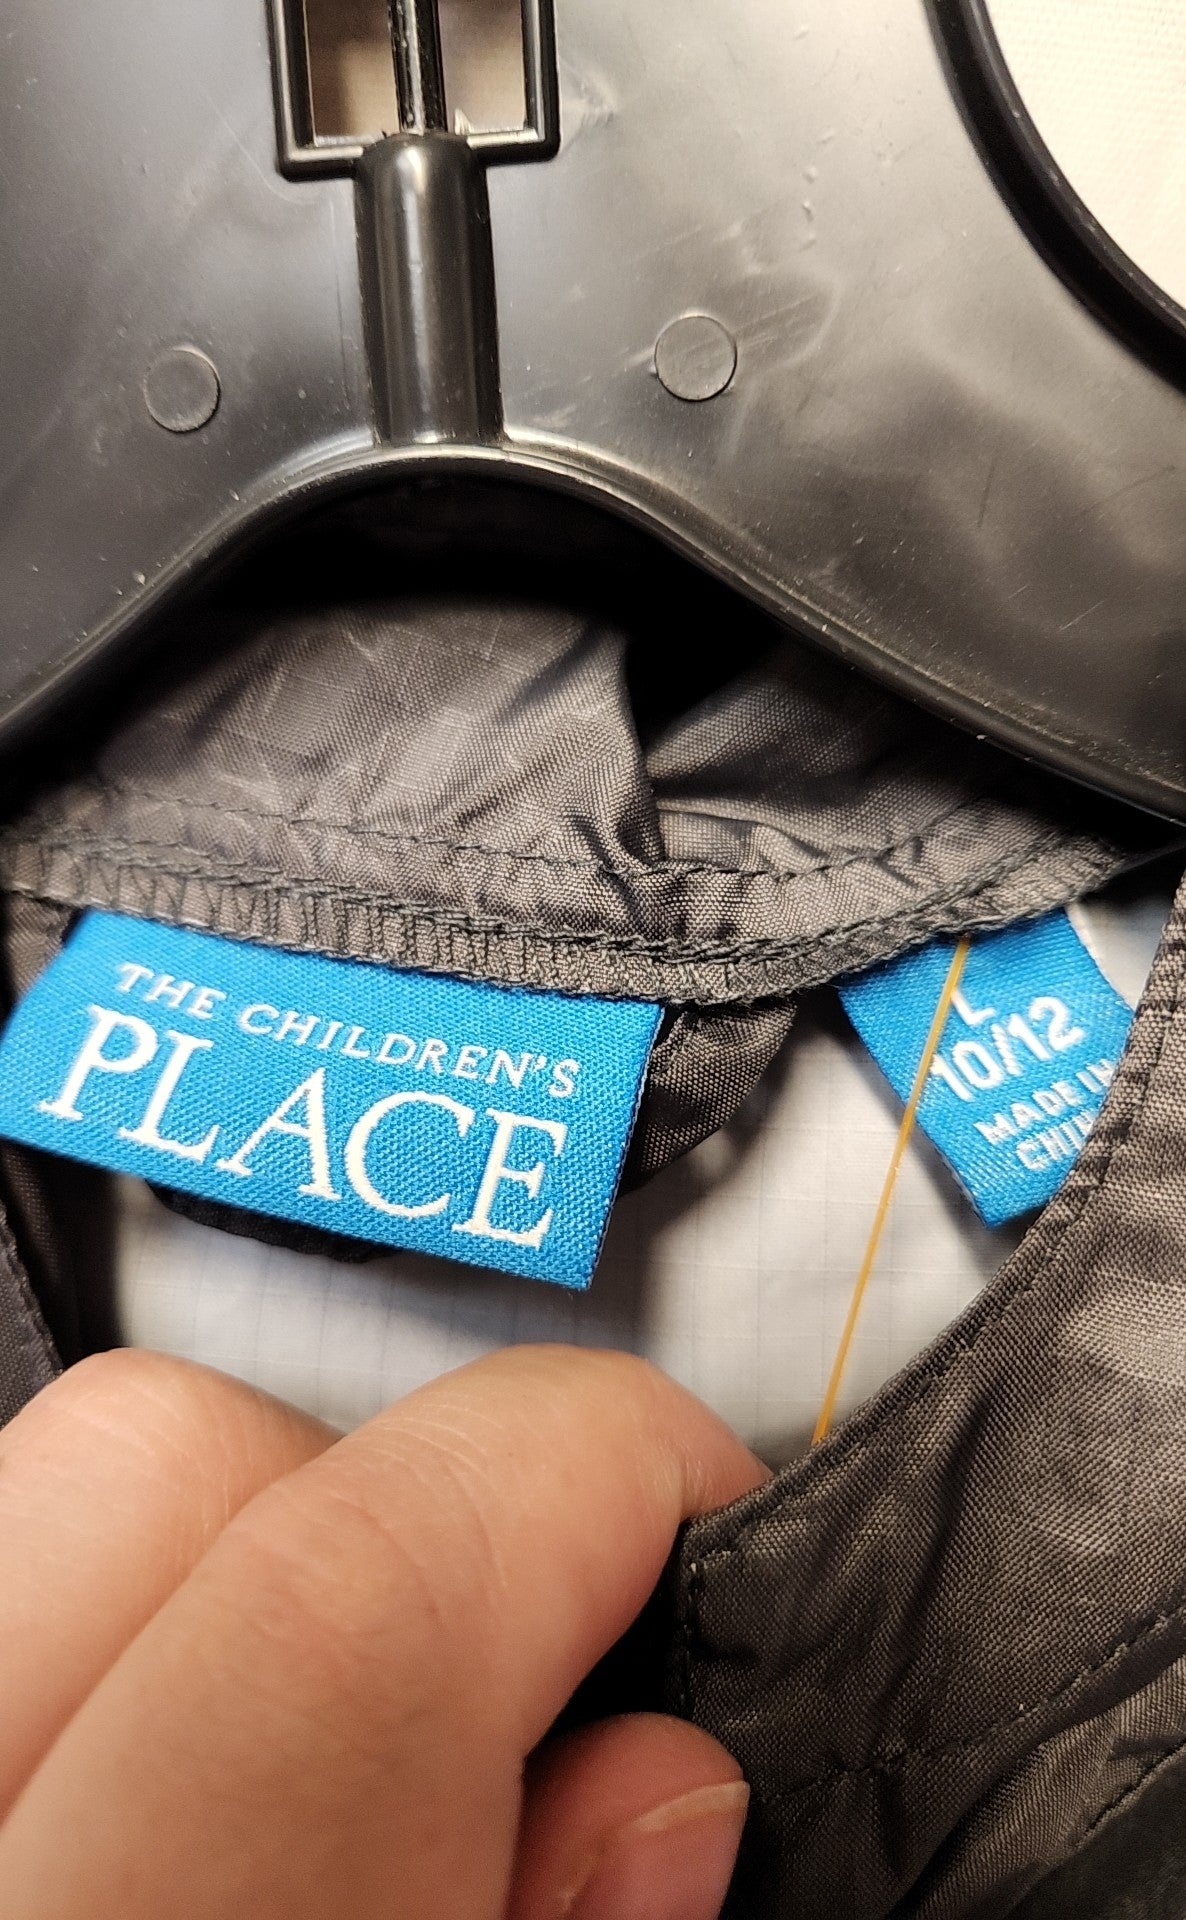 THE CHILDREN'S
PLACE
L
10/12
MADE IN
CHINA